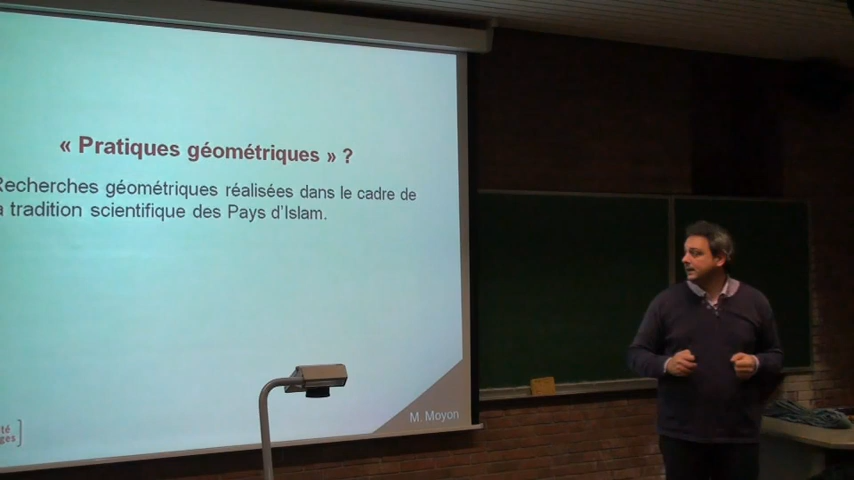 « Pratiques géométriques » ?
Recherches géométriques réalisées dans le cadre de
tradition scientifique des Pays d'Islam.
M. Moyon